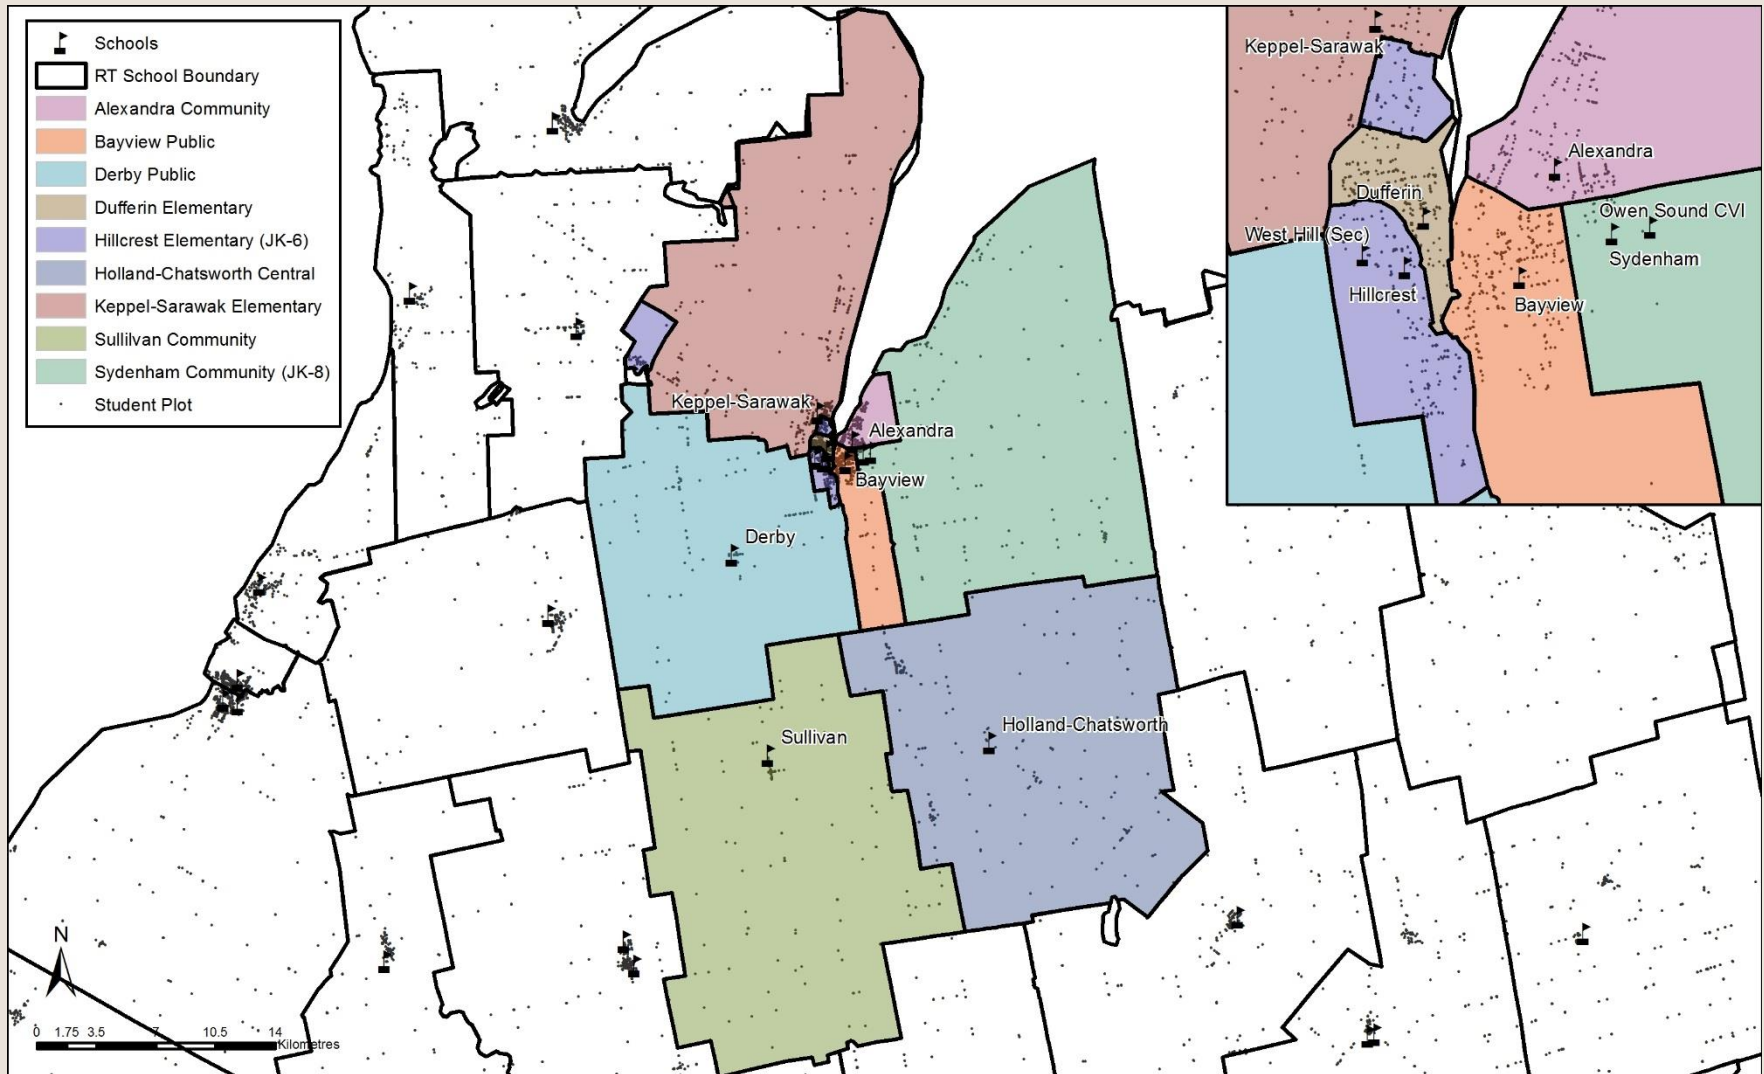 Schools
RT School Boundary
Alexandra Community
Bayview Public
Derby Public
Dufferin Elementary
Hillcrest Elementary (JK-6)
Holland-Chatsworth Central
Keppel-Sarawak Elementary
Sullilvan Community
Sydenham Community (JK-8)
Student Plot
Keppel-Sarawak
Alexandra
Dufferin
Owen Sound CVI
West Hill (Sec)
Sydenham
Hillcrest
Bayview
Keppel-Sarawak
Alexandra
Bayview
Derby
Holland-Chatsworth
Sullivan
N
0 1.75 3.5 7 10.5 14
Kilometres